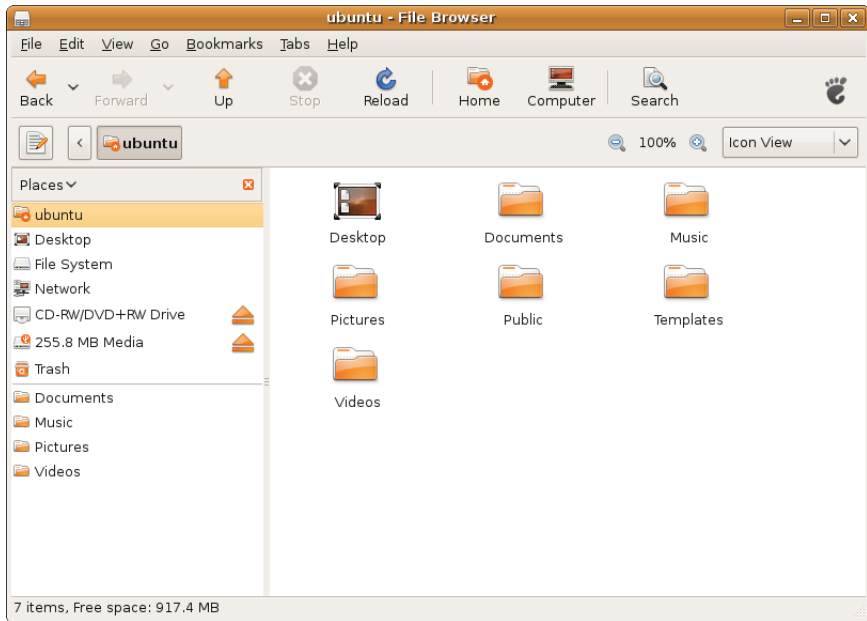 ubuntu - File Browser
File Edit View Go Bookmarks Tabs Help
Back Forward Up Stop Reload Home Computer Search
ubuntu 100% Icon View
Places
ubuntu
Desktop
File System
Network
CD-RW/DVD+RW Drive
255.8 MB Media
Trash
Documents
Music
Pictures
Videos
Desktop Documents Music
Pictures Public Templates
Videos
7 items, Free space: 917.4 MB